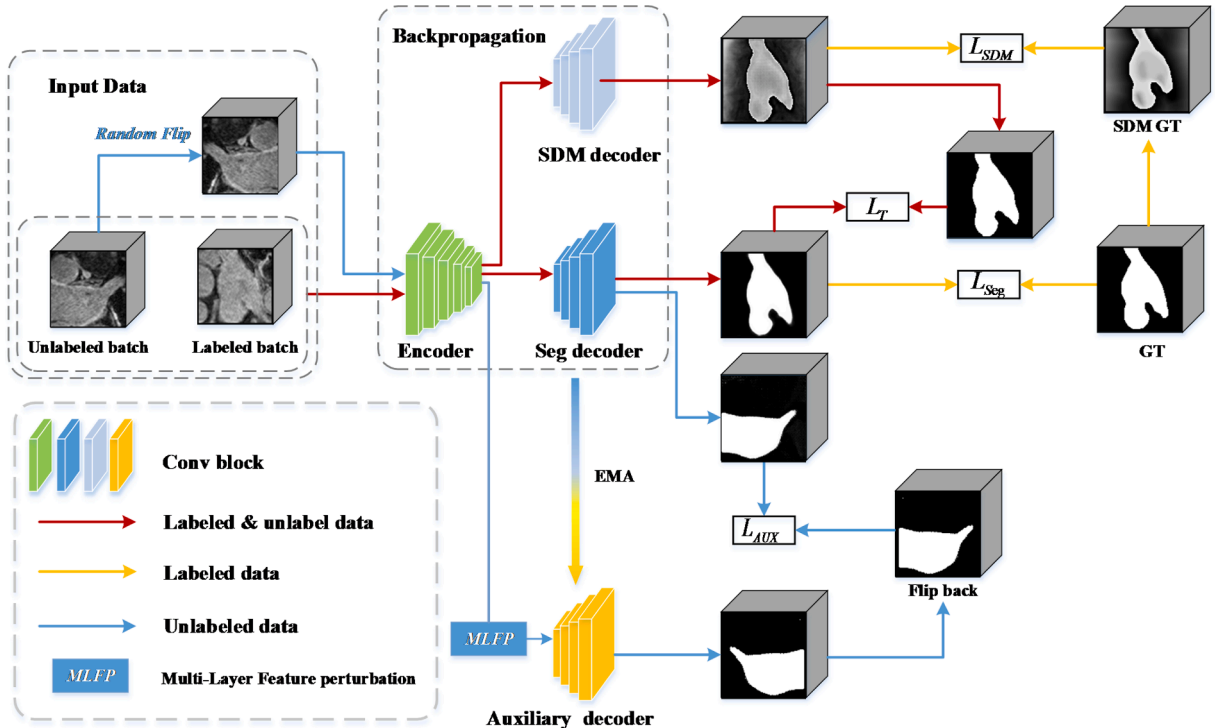 Backpropagation
Input Data
Random Flip
SDM decoder
L_SDM
SDM GT
L_T
Unlabeled batch
Labeled batch
Encoder
Seg decoder
L_Seg
GT
Conv block
EMA
Labeled & unlabel data
L_AUX
Labeled data
Flip back
Unlabeled data
MLFP
MLFP
Multi-Layer Feature perturbation
Auxiliary decoder